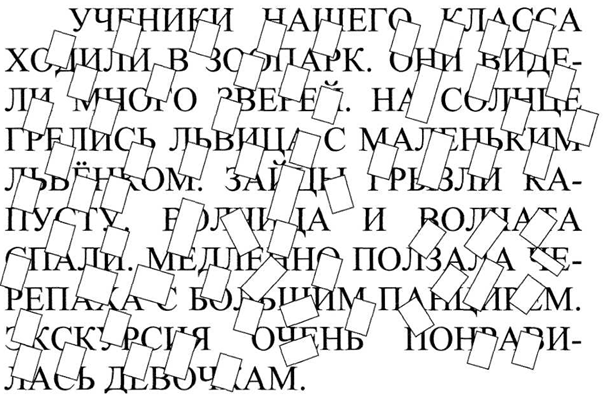 УЧЕНИКИ НАШЕГО КЛАССА
ХОДИЛИ В ЗООПАРК. ОНИ ВИДЕ-
ЛИ МНОГО ЗВЕРЕЙ. НА СОЛНЦЕ
ГРЕЛИСЬ ЛЬВИЦА С МАЛЕНЬКИМ
ЛЬВЁНКОМ. ЗАЙЦЫ ГРЫЗЛИ КА-
ПУСТУ. ВОЛЧИЦА И ВОЛЧАТА
СПАЛИ. МЕДЛЕННО ПОЛЗАЛА ЧЕ-
РЕПАХА С БОЛЬШИМ ПАНЦИРЕМ.
ЭКСКУРСИЯ ОЧЕНЬ ПОНРАВИ-
ЛАСЬ ДЕВОЧКАМ.